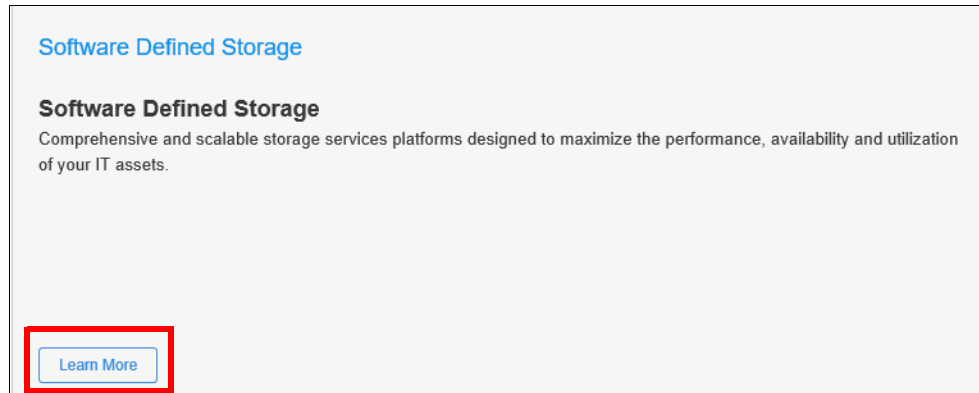 Software Defined Storage
Software Defined Storage
Comprehensive and scalable storage services platforms designed to maximize the performance, availability and utilization
of your IT assets.
Learn More